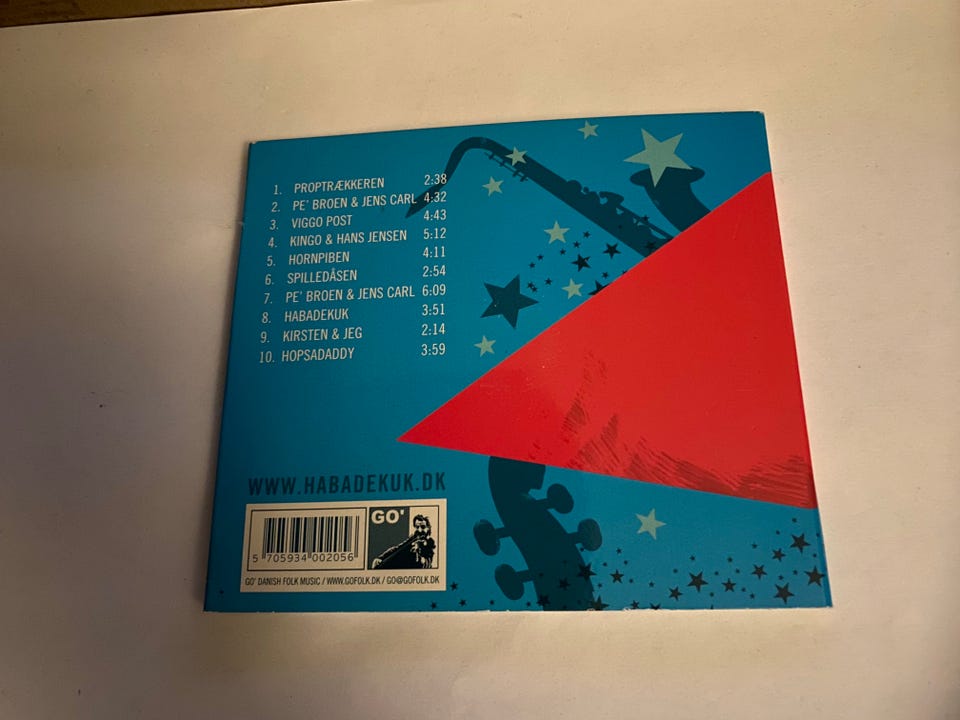 1. PROPTRÆKKEREN 2:38
2. PE' BROEN & JENS CARL 4:32
3. VIGGO POST 4:43
4. KINGO & HANS JENSEN 5:12
5. HORNPIBEN 4:11
6. SPILLEDÅSEN 2:54
7. PE' BROEN & JENS CARL 6:09
8. HABADEKUK 3:51
9. KIRSTEN & JEG 2:14
10. HOPSADADDY 3:59
WWW.HABADEKUK.DK
GO'
5 705934 002056
GO' DANISH FOLK MUSIC / WWW.GOFOLK.DK / GO@GOFOLK.DK